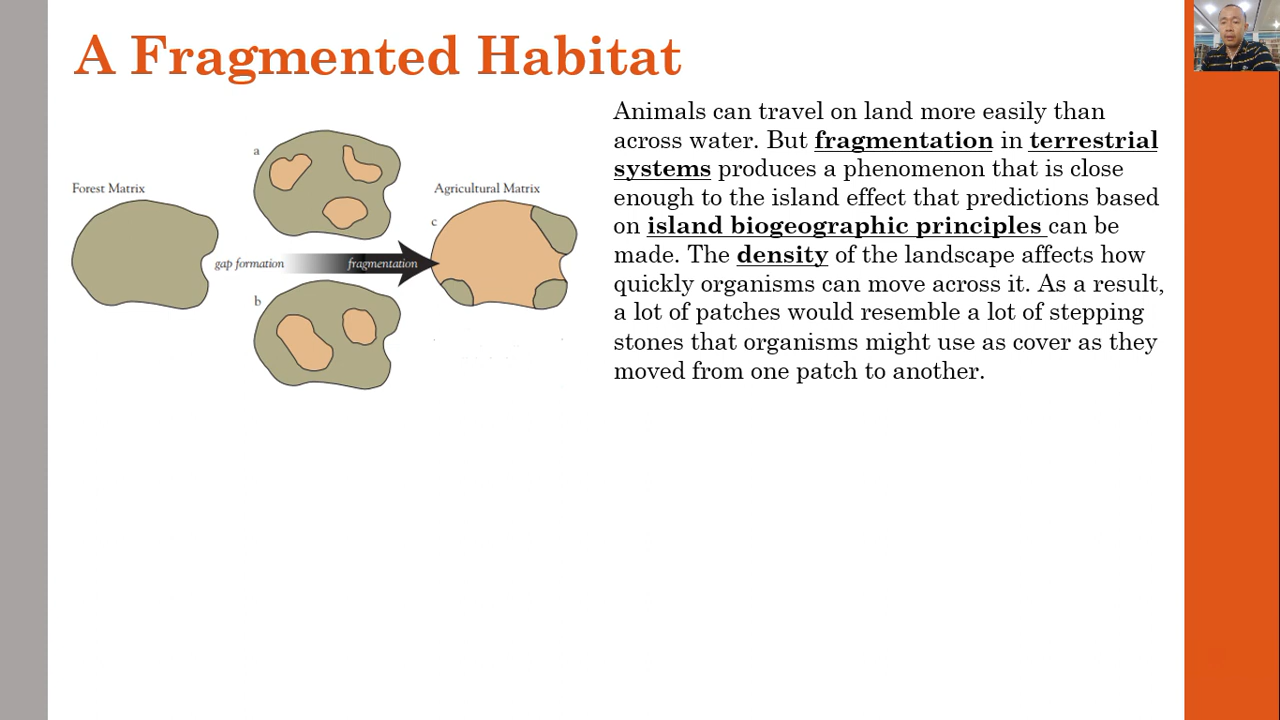 A Fragmented Habitat
Animals can travel on land more easily than
across water. But fragmentation in terrestrial
systems produces a phenomenon that is close
enough to the island effect that predictions based
on island biogeographic principles can be
made. The density of the landscape affects how
quickly organisms can move across it. As a result,
a lot of patches would resemble a lot of stepping
stones that organisms might use as cover as they
moved from one patch to another.
a
Forest Matrix
Agricultural Matrix
c
gap formation
fragmentation
b